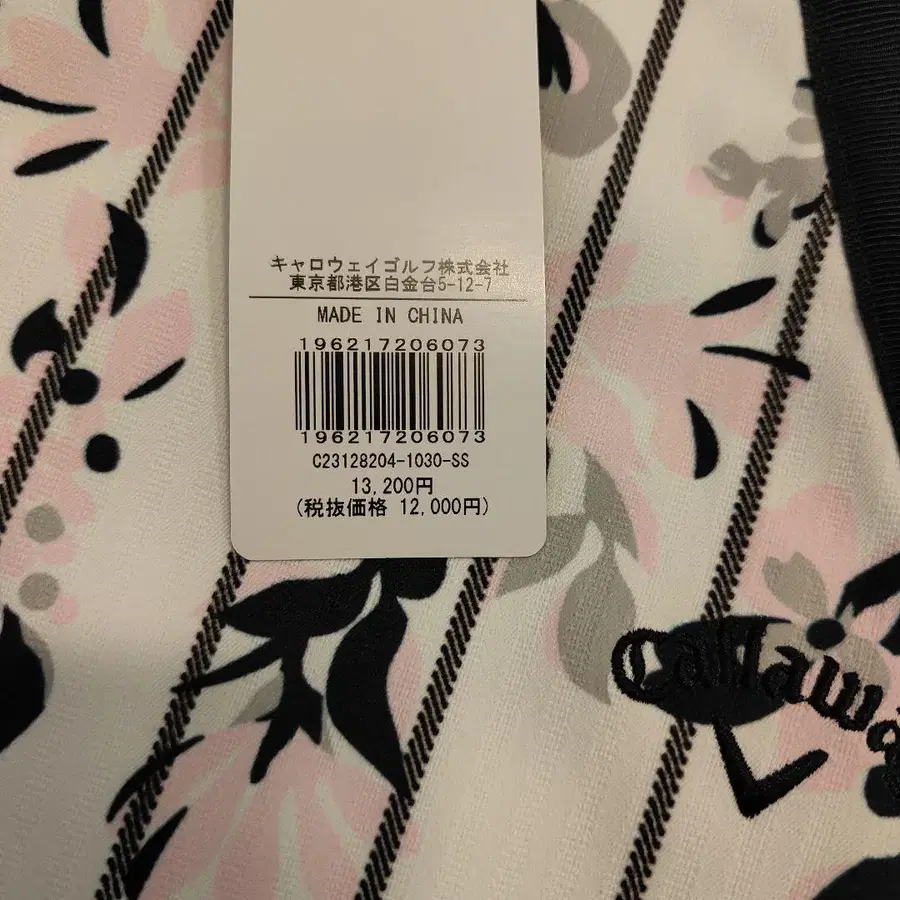 キャロウェイゴルフ株式会社
東京都港区白金台5-12-7
MADE IN CHINA
196217206073
196217206073
C23128204-1030-SS
13,200円
(税抜価格 12,000円)
Callaway